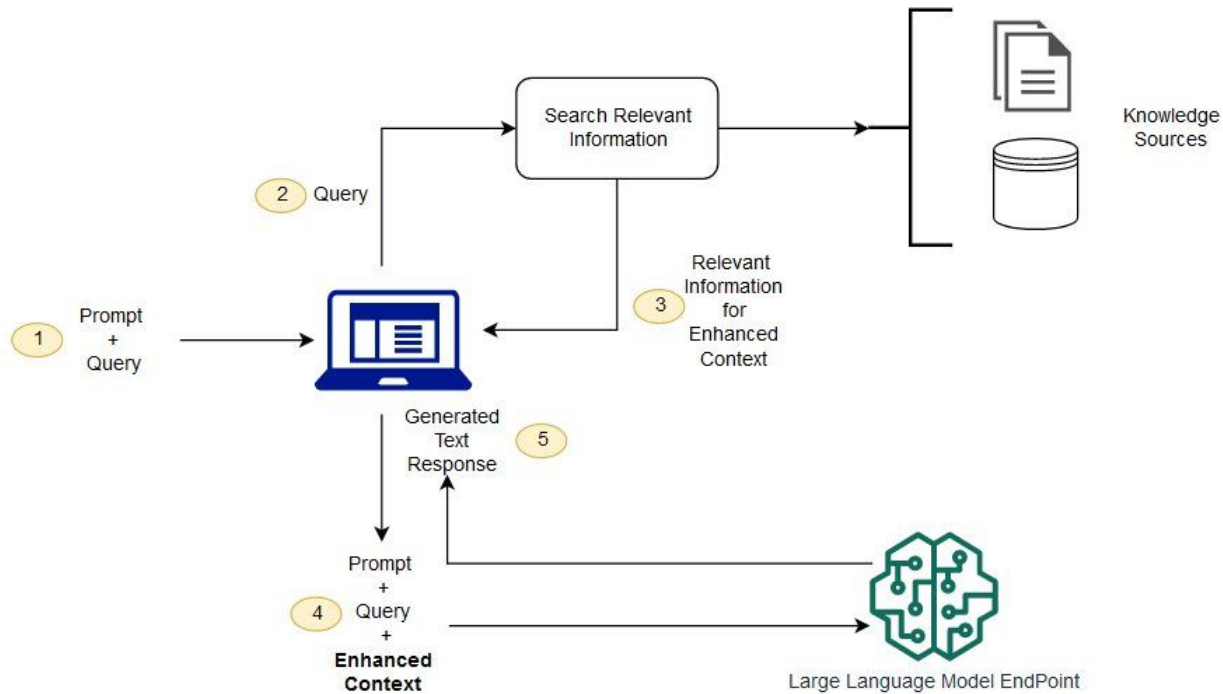 Search Relevant
Information
Knowledge
Sources
2
Query
3
Relevant
Information
for
Enhanced
Context
1
Prompt
+
Query
Generated
Text
Response
5
4
Prompt
+
Query
+
Enhanced
Context
Large Language Model EndPoint